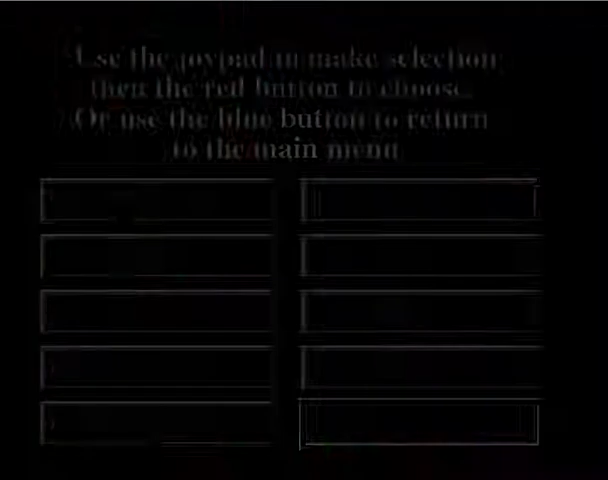 Use the joypad to make selection
then the red button to choose.
Or use the blue button to return
to the main menu